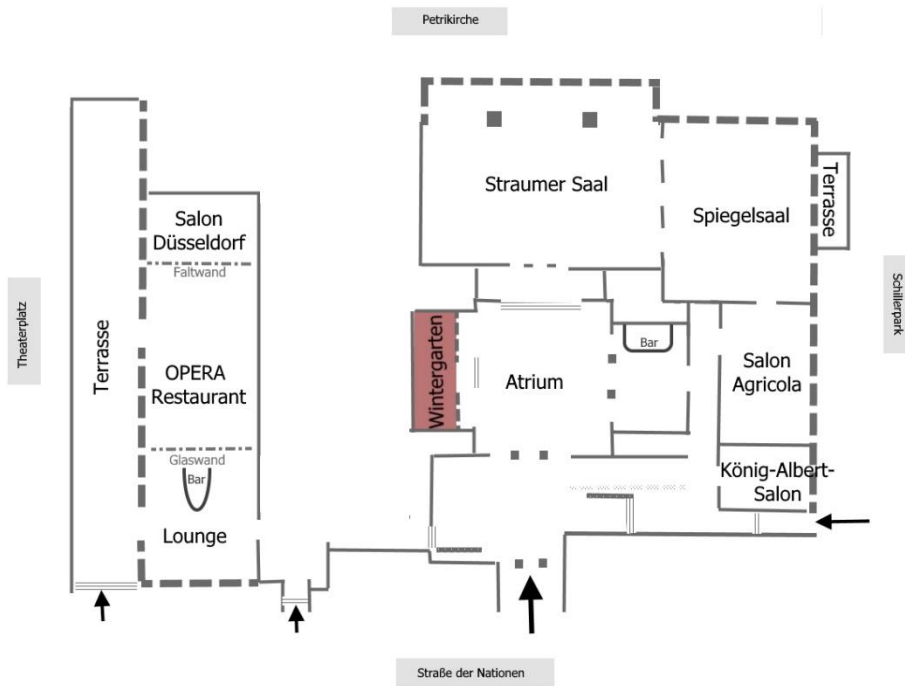 Petrikirche
Straumer Saal
Spiegelsaal
Terrasse
Salon
Düsseldorf
Faltwand
Theaterplatz
Terrasse
OPERA
Restaurant
Wintergarten
Atrium
Bar
Salon
Agricola
Schillerpark
Glaswand
Bar
Lounge
König-Albert-
Salon
Straße der Nationen